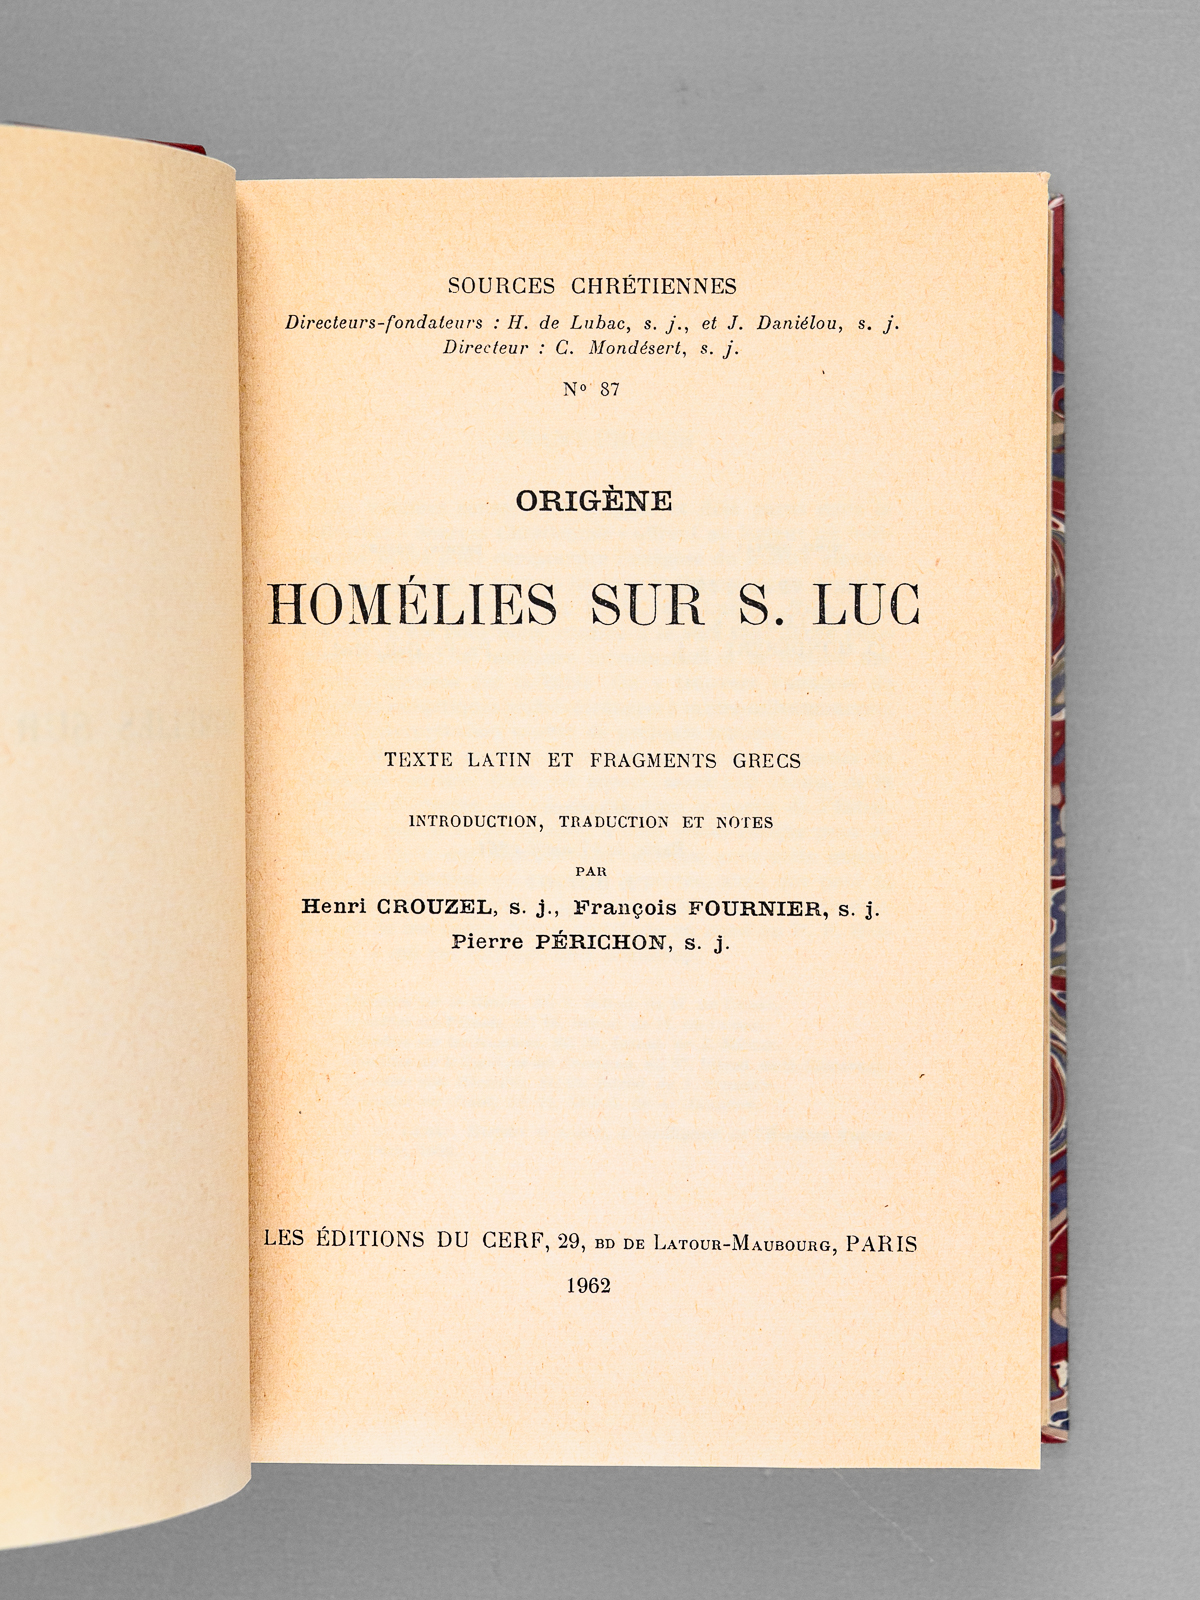 SOURCES CHRÉTIENNES
Directeurs-fondateurs : H. de Lubac, s. j., et J. Daniélou, s. j.
Directeur : C. Mondésert, s. j.
Nº 87
ORIGÈNE
HOMÉLIES SUR S. LUC
TEXTE LATIN ET FRAGMENTS GRECS
INTRODUCTION, TRADUCTION ET NOTES
PAR
Henri CROUZEL, s. j., François FOURNIER, s. j.
Pierre PÉRICHON, s. j.
LES ÉDITIONS DU CERF, 29, BD DE LATOUR-MAUBOURG, PARIS
1962